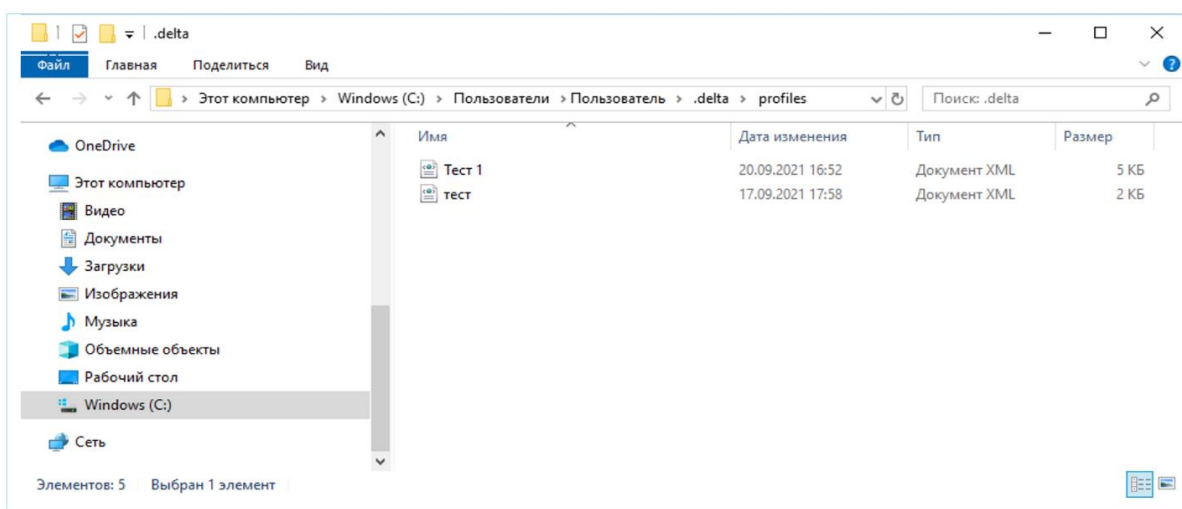 .delta
Файл Главная Поделиться Вид
Этот компьютер > Windows (C:) > Пользователи > Пользователь > .delta > profiles Поиск: .delta
OneDrive
Этот компьютер
Видео
Документы
Загрузки
Изображения
Музыка
Объемные объекты
Рабочий стол
Windows (C:)
Сеть
Имя Дата изменения Тип Размер
Тест 1 20.09.2021 16:52 Документ XML 5 КБ
тест 17.09.2021 17:58 Документ XML 2 КБ
Элементов: 5 Выбран 1 элемент